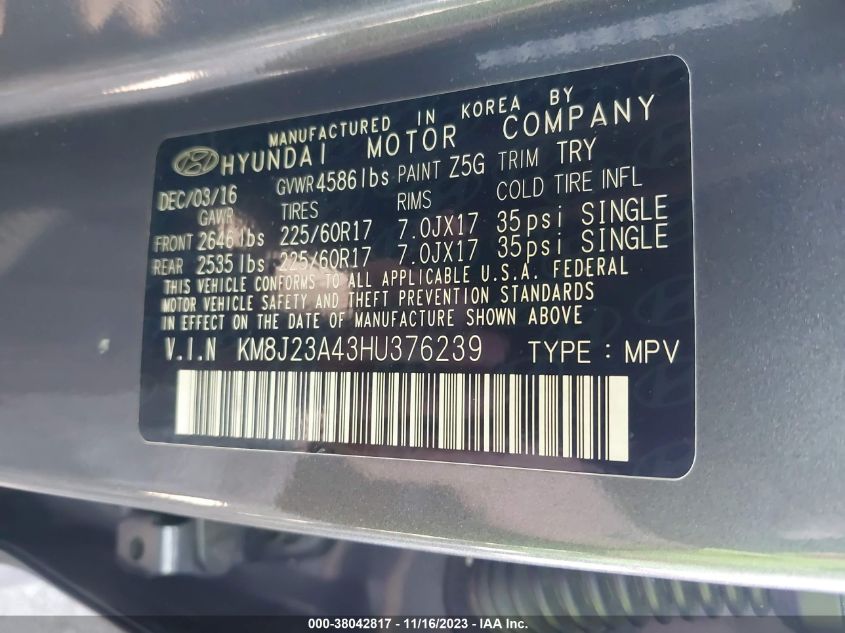 MANUFACTURED IN KOREA BY
HYUNDAI MOTOR COMPANY
DEC/03/16 GVWR 4586 lbs PAINT Z5G TRIM TRY
GAWR TIRES RIMS COLD TIRE INFL
FRONT 2646 lbs 225/60R17 7.0JX17 35psi SINGLE
REAR 2535 lbs 225/60R17 7.0JX17 35psi SINGLE
THIS VEHICLE CONFORMS TO ALL APPLICABLE U.S.A. FEDERAL
MOTOR VEHICLE SAFETY AND THEFT PREVENTION STANDARDS
IN EFFECT ON THE DATE OF MANUFACTURE SHOWN ABOVE
V.I.N KM8J23A43HU376239 TYPE : MPV
000-38042817 - 11/16/2023 - IAA Inc.